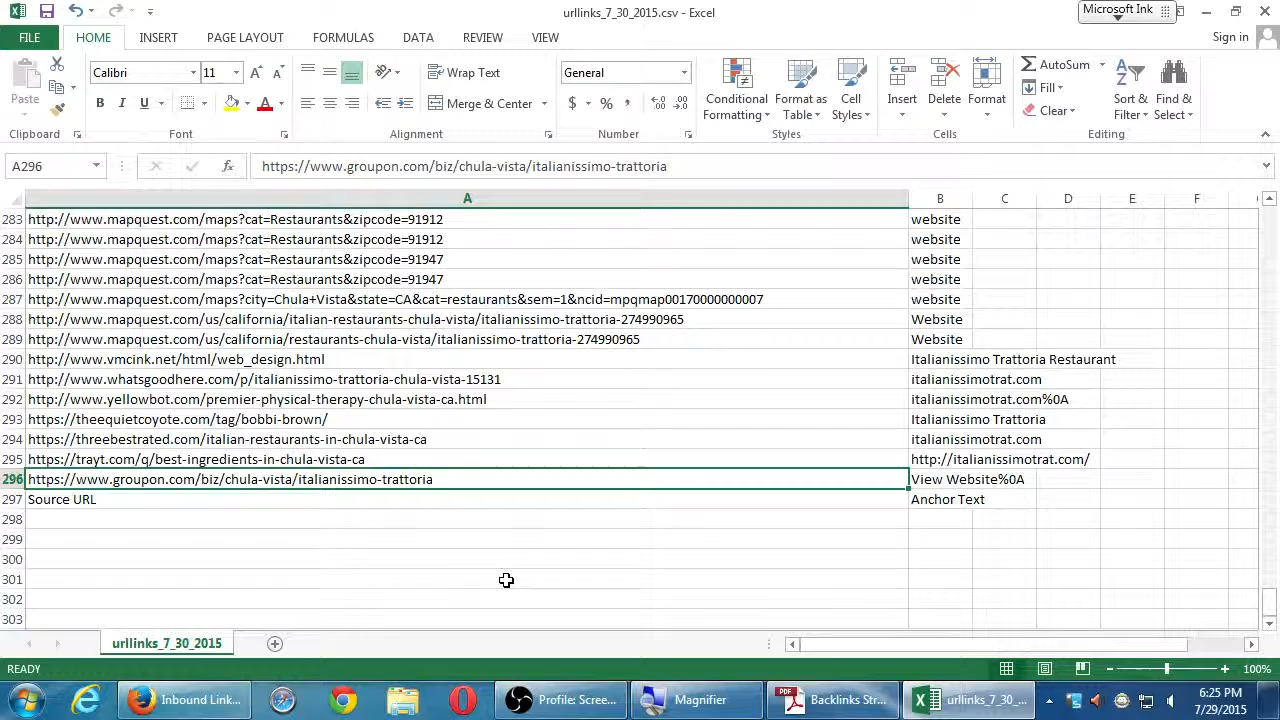 urllinks_7_30_2015.csv - Excel
Microsoft Ink
FILE HOME INSERT PAGE LAYOUT FORMULAS DATA REVIEW VIEW
Sign in
Paste
Calibri 11
B I U A
Wrap Text
Merge & Center
General
$ % ,
Conditional Formatting
Format as Table
Cell Styles
Insert
Delete
Format
AutoSum
Fill
Clear
Sort & Filter
Find & Select
Clipboard Font Alignment Number Styles Cells Editing
A296 fx https://www.groupon.com/biz/chula-vista/italianissimo-trattoria
A B C D E F
283 http://www.mapquest.com/maps?cat=Restaurants&zipcode=91912 website
284 http://www.mapquest.com/maps?cat=Restaurants&zipcode=91912 website
285 http://www.mapquest.com/maps?cat=Restaurants&zipcode=91947 website
286 http://www.mapquest.com/maps?cat=Restaurants&zipcode=91947 website
287 http://www.mapquest.com/maps?city=Chula+Vista&state=CA&cat=restaurants&sem=1&ncid=mpqmap00170000000007 website
288 http://www.mapquest.com/us/california/italian-restaurants-chula-vista/italianissimo-trattoria-274990965 Website
289 http://www.mapquest.com/us/california/restaurants-chula-vista/italianissimo-trattoria-274990965 Website
290 http://www.vmcink.net/html/web_design.html Italianissimo Trattoria Restaurant
291 http://www.whatsgoodhere.com/p/italianissimo-trattoria-chula-vista-15131 italianissimotrat.com
292 http://www.yellowbot.com/premier-physical-therapy-chula-vista-ca.html italianissimotrat.com%0A
293 https://theequietcoyote.com/tag/bobbi-brown/ Italianissimo Trattoria
294 https://threebestrated.com/italian-restaurants-in-chula-vista-ca italianissimotrat.com
295 https://trayt.com/q/best-ingredients-in-chula-vista-ca http://italianissimotrat.com/
296 https://www.groupon.com/biz/chula-vista/italianissimo-trattoria View Website%0A
297 Source URL Anchor Text
298
299
300
301
302
303
urllinks_7_30_2015
READY 100%
Inbound Link... Profile: Scree... Magnifier Backlinks Str... urllinks_7_30_...
6:25 PM
7/29/2015